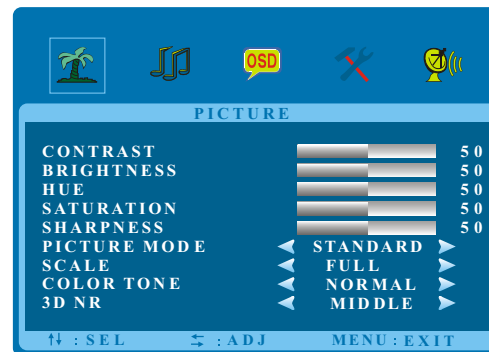 OSD
PICTURE
CONTRAST 50
BRIGHTNESS 50
HUE 50
SATURATION 50
SHARPNESS 50
PICTURE MODE STANDARD
SCALE FULL
COLOR TONE NORMAL
3D NR MIDDLE
: SEL : ADJ MENU : EXIT